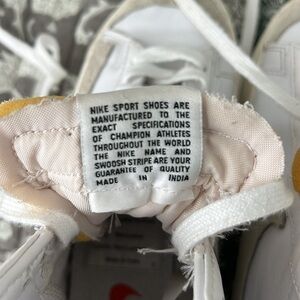 NIKE SPORT SHOES ARE
MANUFACTURED TO THE
EXACT SPECIFICATIONS
OF CHAMPION ATHLETES
THROUGHOUT THE WORLD
THE NIKE NAME AND
SWOOSH STRIPE ARE YOUR
GUARANTEE OF QUALITY
MADE IN INDIA